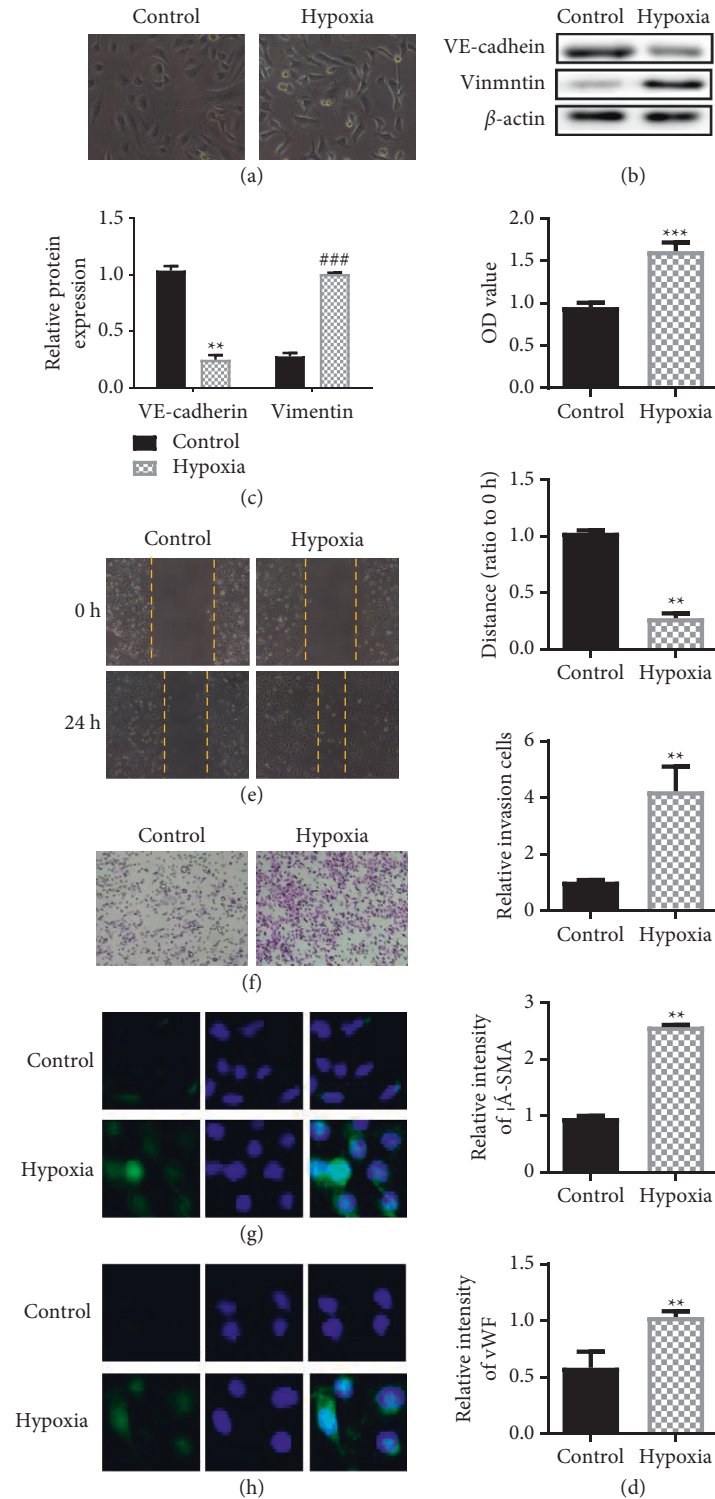 Control Hypoxia
(a)
Control Hypoxia
VE-cadhein
Vinmntin
β-actin
(b)
Relative protein
expression
1.5
1.0
0.5
0.0
**
###
VE-cadherin Vimentin
Control
Hypoxia
(c)
OD value
2.0
1.5
1.0
0.5
0.0
***
Control Hypoxia
Distance (ratio to 0 h)
1.5
1.0
0.5
0.0
**
Control Hypoxia
Relative invasion cells
6
4
2
0
**
Control Hypoxia
Relative intensity
of ¦Á-SMA
3
2
1
0
**
Control Hypoxia
Relative intensity
of vWF
1.5
1.0
0.5
0.0
**
Control Hypoxia
(d)
Control Hypoxia
0 h
24 h
(e)
Control Hypoxia
(f)
Control
Hypoxia
(g)
Control
Hypoxia
(h)